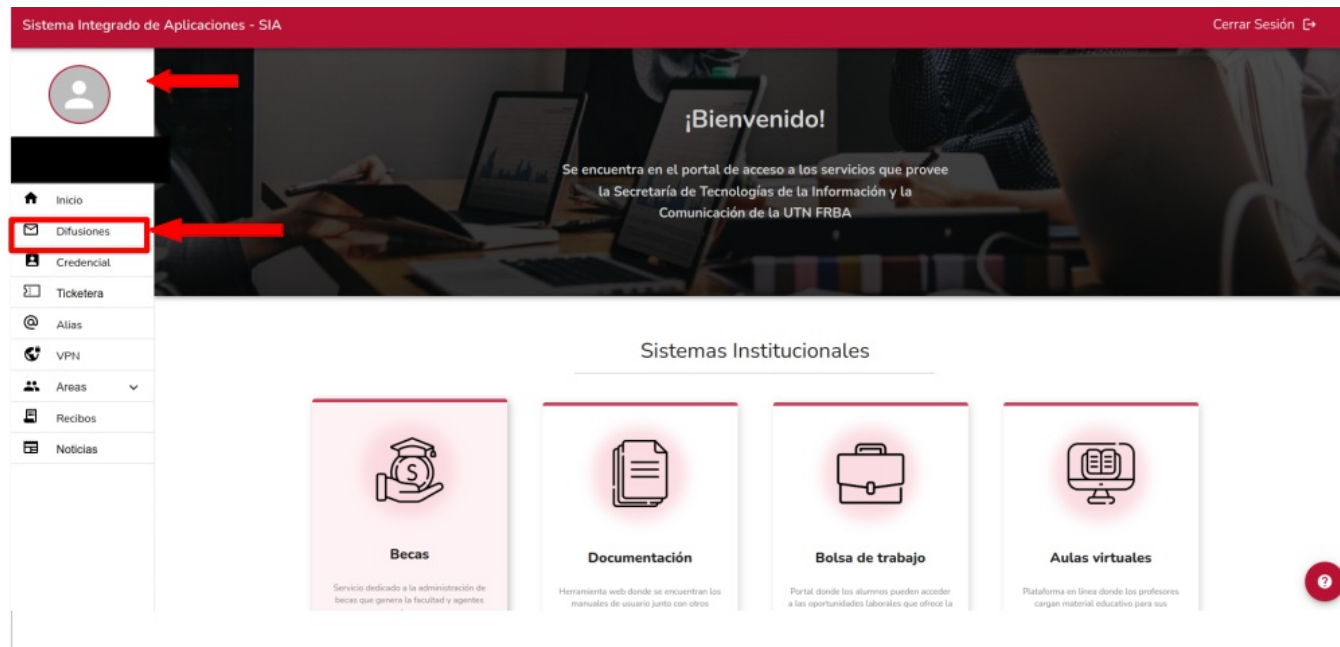 Sistema Integrado de Aplicaciones - SIA
Cerrar Sesión
¡Bienvenido!
Se encuentra en el portal de acceso a los servicios que provee
la Secretaría de Tecnologías de la Información y la
Comunicación de la UTN FRBA
Inicio
Difusiones
Credencial
Ticketera
Alias
VPN
Areas
Recibos
Noticias
Sistemas Institucionales
Becas
Servicio dedicado a la administración de
becas que genera la facultad y agentes
Documentación
Herramienta web donde se encuentran los
manuales de usuario junto con otros
Bolsa de trabajo
Portal donde los alumnos pueden acceder
a las oportunidades laborales que ofrece la
Aulas virtuales
Plataforma en línea donde los profesores
cargan material educativo para sus
?